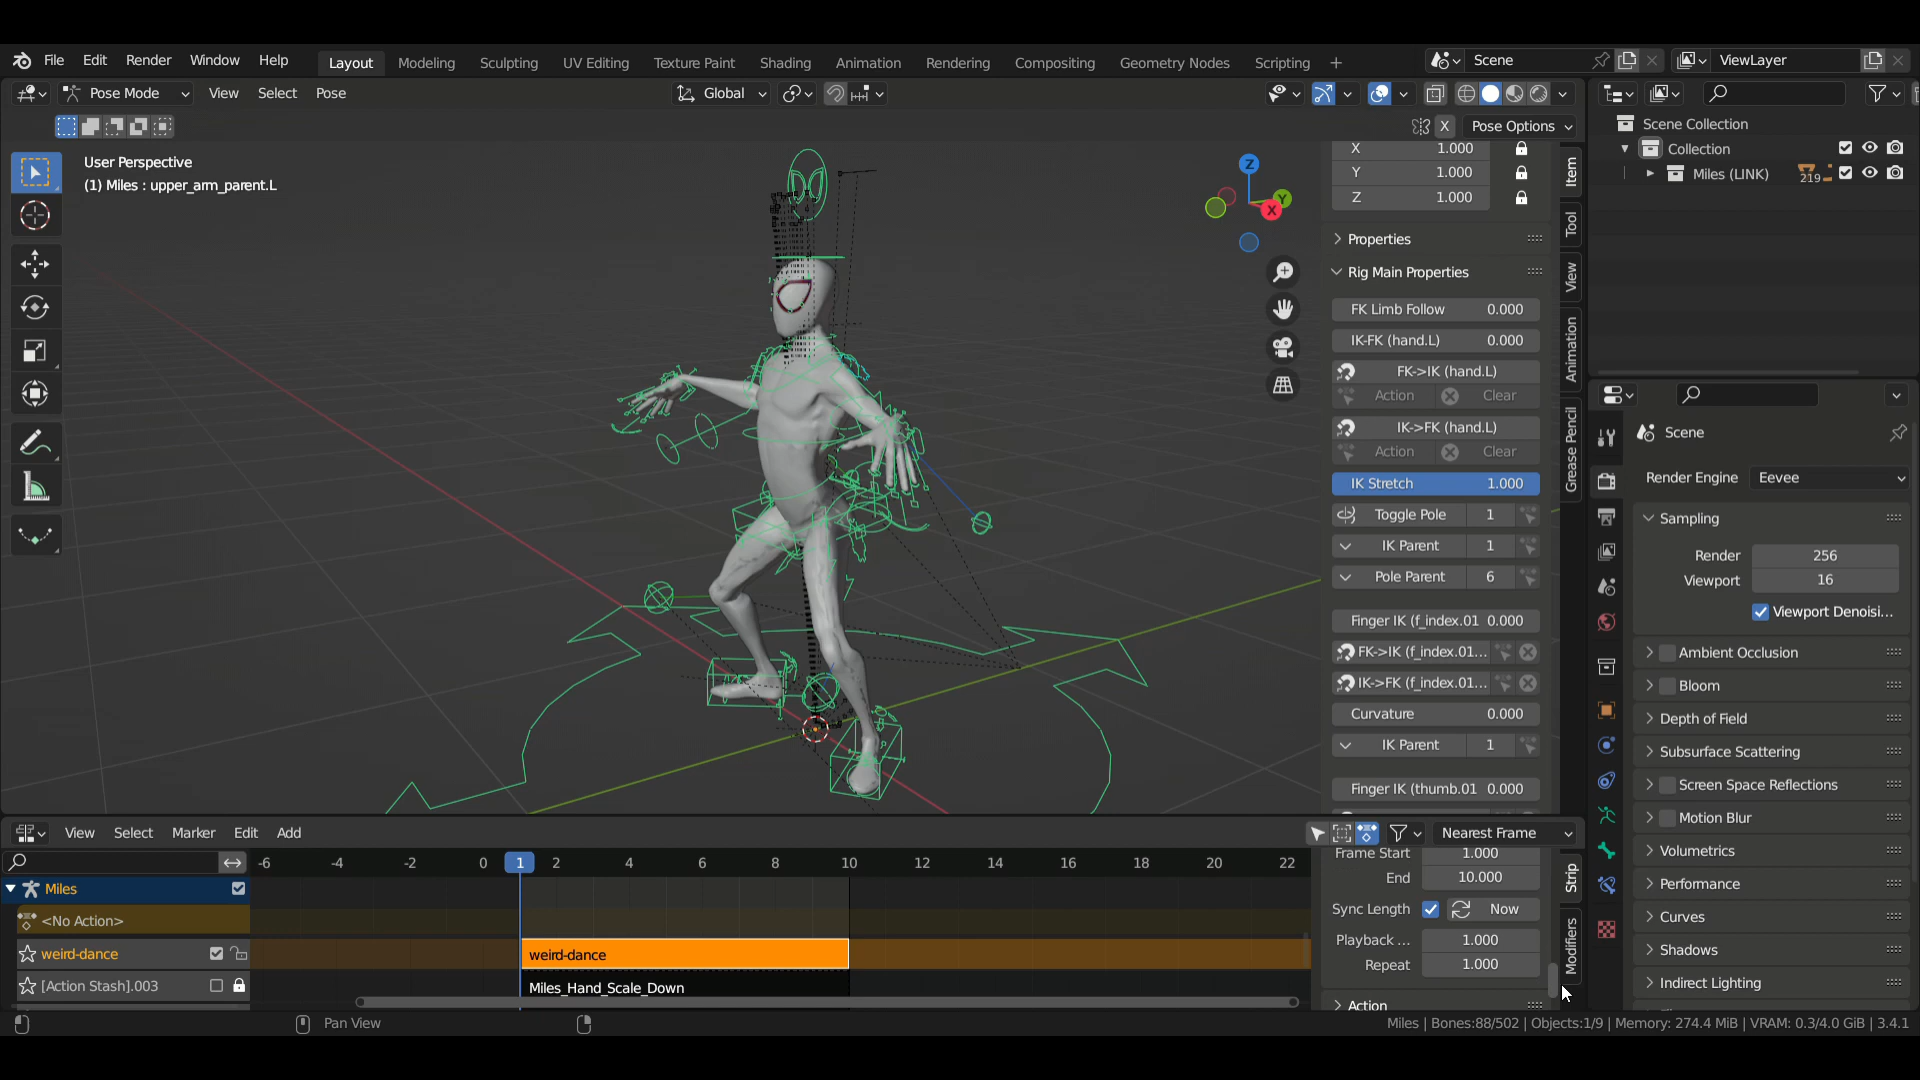 File Edit Render Window Help Layout Modeling Sculpting UV Editing Texture Paint Shading Animation Rendering Compositing Geometry Nodes Scripting + Scene ViewLayer
Pose Mode View Select Pose Global
X Pose Options
User Perspective
(1) Miles : upper_arm_parent.L
Z
Y
X
X 1.000
Y 1.000
Z 1.000
Properties
Rig Main Properties
FK Limb Follow 0.000
IK-FK (hand.L) 0.000
FK->IK (hand.L)
Action Clear
IK->FK (hand.L)
Action Clear
IK Stretch 1.000
Toggle Pole 1
IK Parent 1
Pole Parent 6
Finger IK (f_index.01 0.000
FK->IK (f_index.01...
IK->FK (f_index.01...
Curvature 0.000
IK Parent 1
Finger IK (thumb.01 0.000
Item
Tool
View
Animation
Grease Pencil
Scene Collection
Collection
Miles (LINK) 219
Scene
Render Engine Eevee
Sampling
Render 256
Viewport 16
Viewport Denoisi...
Ambient Occlusion
Bloom
Depth of Field
Subsurface Scattering
Screen Space Reflections
Motion Blur
Volumetrics
Performance
Curves
Shadows
Indirect Lighting
View Select Marker Edit Add Nearest Frame
-6 -4 -2 0 1 2 4 6 8 10 12 14 16 18 20 22
Miles
<No Action>
weird-dance
weird-dance
[Action Stash].003
Miles_Hand_Scale_Down
Frame Start 1.000
End 10.000
Sync Length Now
Playback ... 1.000
Repeat 1.000
Action
Strip
Modifiers
Pan View
Miles | Bones:88/502 | Objects:1/9 | Memory: 274.4 MiB | VRAM: 0.3/4.0 GiB | 3.4.1